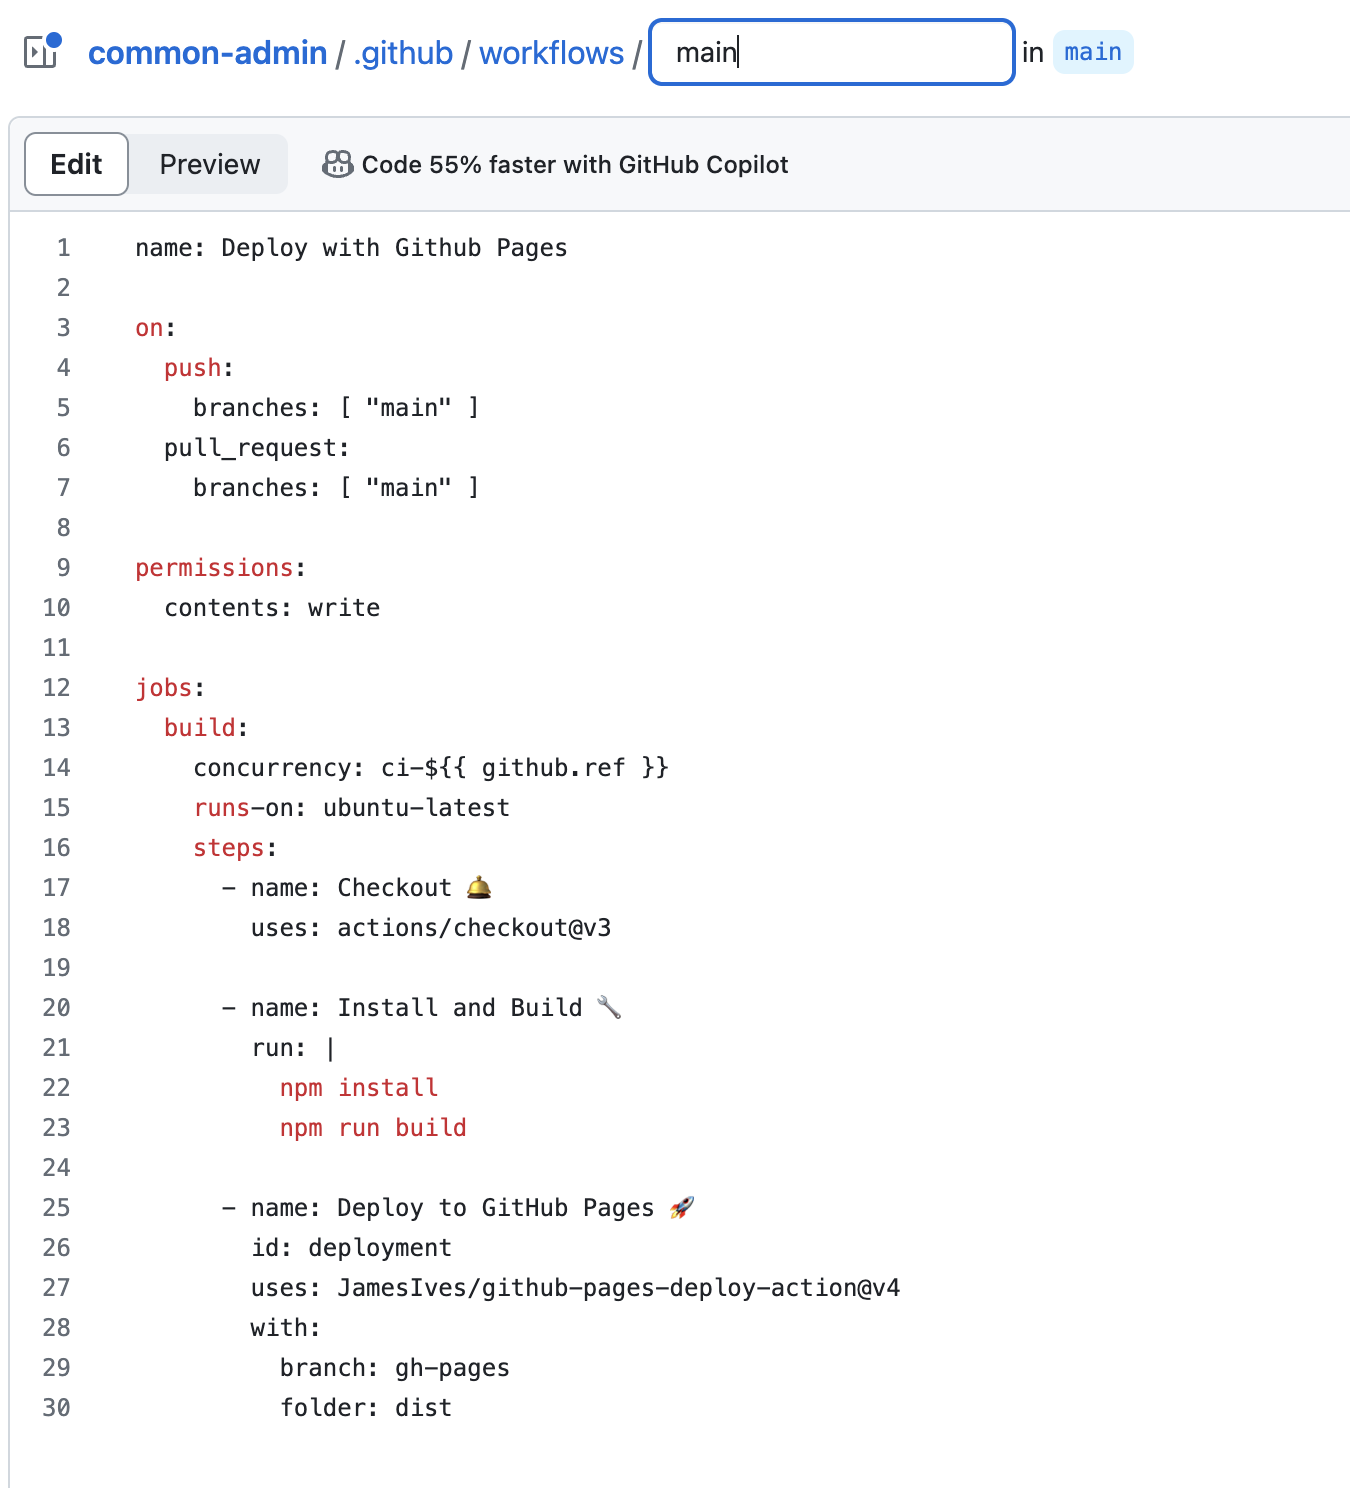 common-admin / .github / workflows / main in main
Edit Preview Code 55% faster with GitHub Copilot
1 name: Deploy with Github Pages
2
3 on:
4   push:
5     branches: [ "main" ]
6   pull_request:
7     branches: [ "main" ]
8
9 permissions:
10   contents: write
11
12 jobs:
13   build:
14     concurrency: ci-${{ github.ref }}
15     runs-on: ubuntu-latest
16     steps:
17       - name: Checkout 🛎️
18         uses: actions/checkout@v3
19
20       - name: Install and Build 🔧
21         run: |
22           npm install
23           npm run build
24
25       - name: Deploy to GitHub Pages 🚀
26         id: deployment
27         uses: JamesIves/github-pages-deploy-action@v4
28         with:
29           branch: gh-pages
30           folder: dist